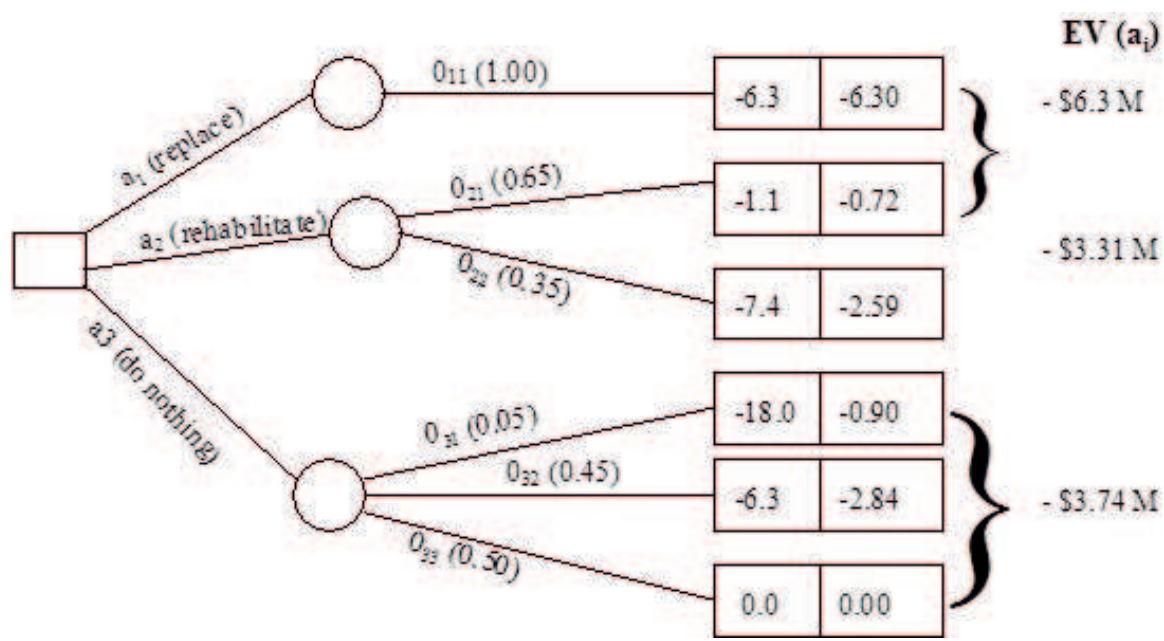 EV (aᵢ)
0₁₁ (1.00)
-6.3 -6.30
- $6.3 M
a₁ (replace)
0₂₁ (0.65)
-1.1 -0.72
a₂ (rehabilitate)
- $3.31 M
0₂₂ (0.35)
-7.4 -2.59
a3 (do nothing)
0₃₁ (0.05)
-18.0 -0.90
0₃₂ (0.45)
-6.3 -2.84
- $3.74 M
0₃₃ (0.50)
0.0 0.00